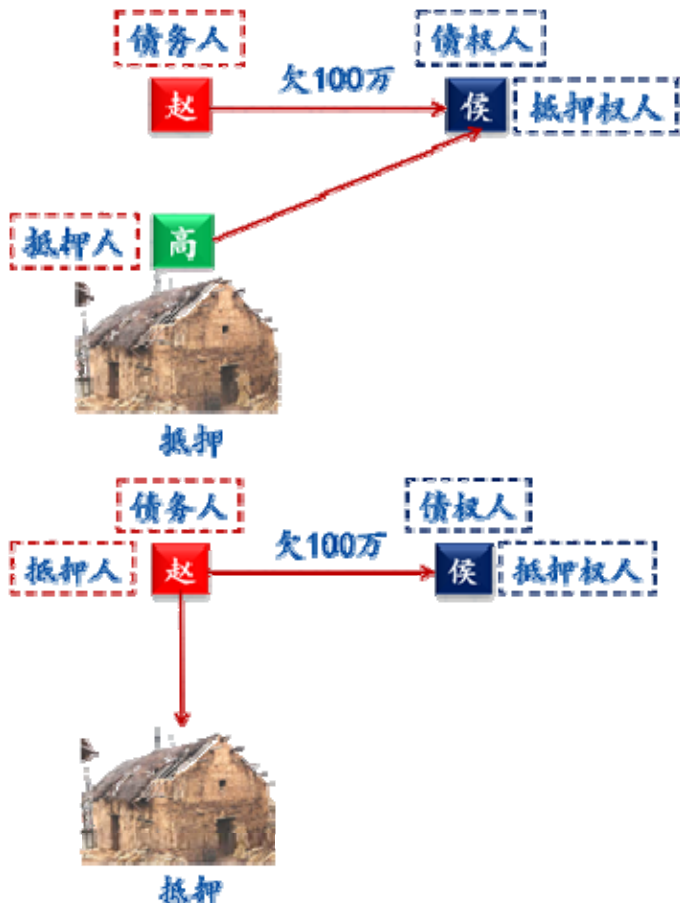 债务人 债权人
欠100万
赵 侯 抵押权人
抵押人 高
抵押
债务人 债权人
欠100万
抵押人 赵 侯 抵押权人
抵押